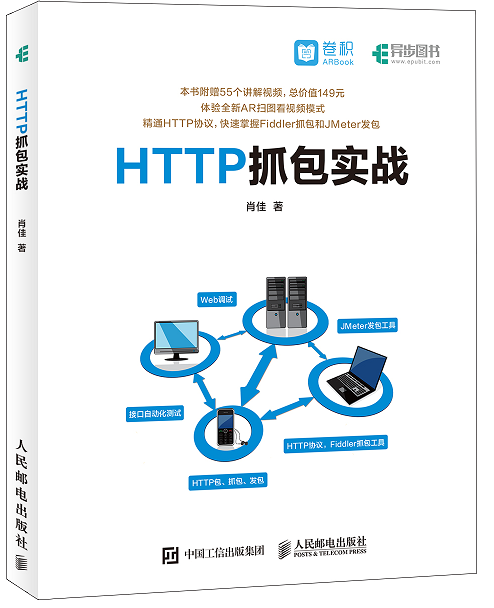 卷积
ARBook
异步图书
www.epubit.com
本书附赠55个讲解视频，总价值149元
体验全新AR扫图看视频模式
精通HTTP协议，快速掌握Fiddler抓包和JMeter发包
HTTP抓包实战
肖佳 著
Web调试
JMeter发包工具
接口自动化测试
HTTP协议，Fiddler抓包工具
HTTP包、抓包、发包
中国工信出版集团
人民邮电出版社
POSTS & TELECOM PRESS
HTTP抓包实战
肖佳 著
人民邮电出版社